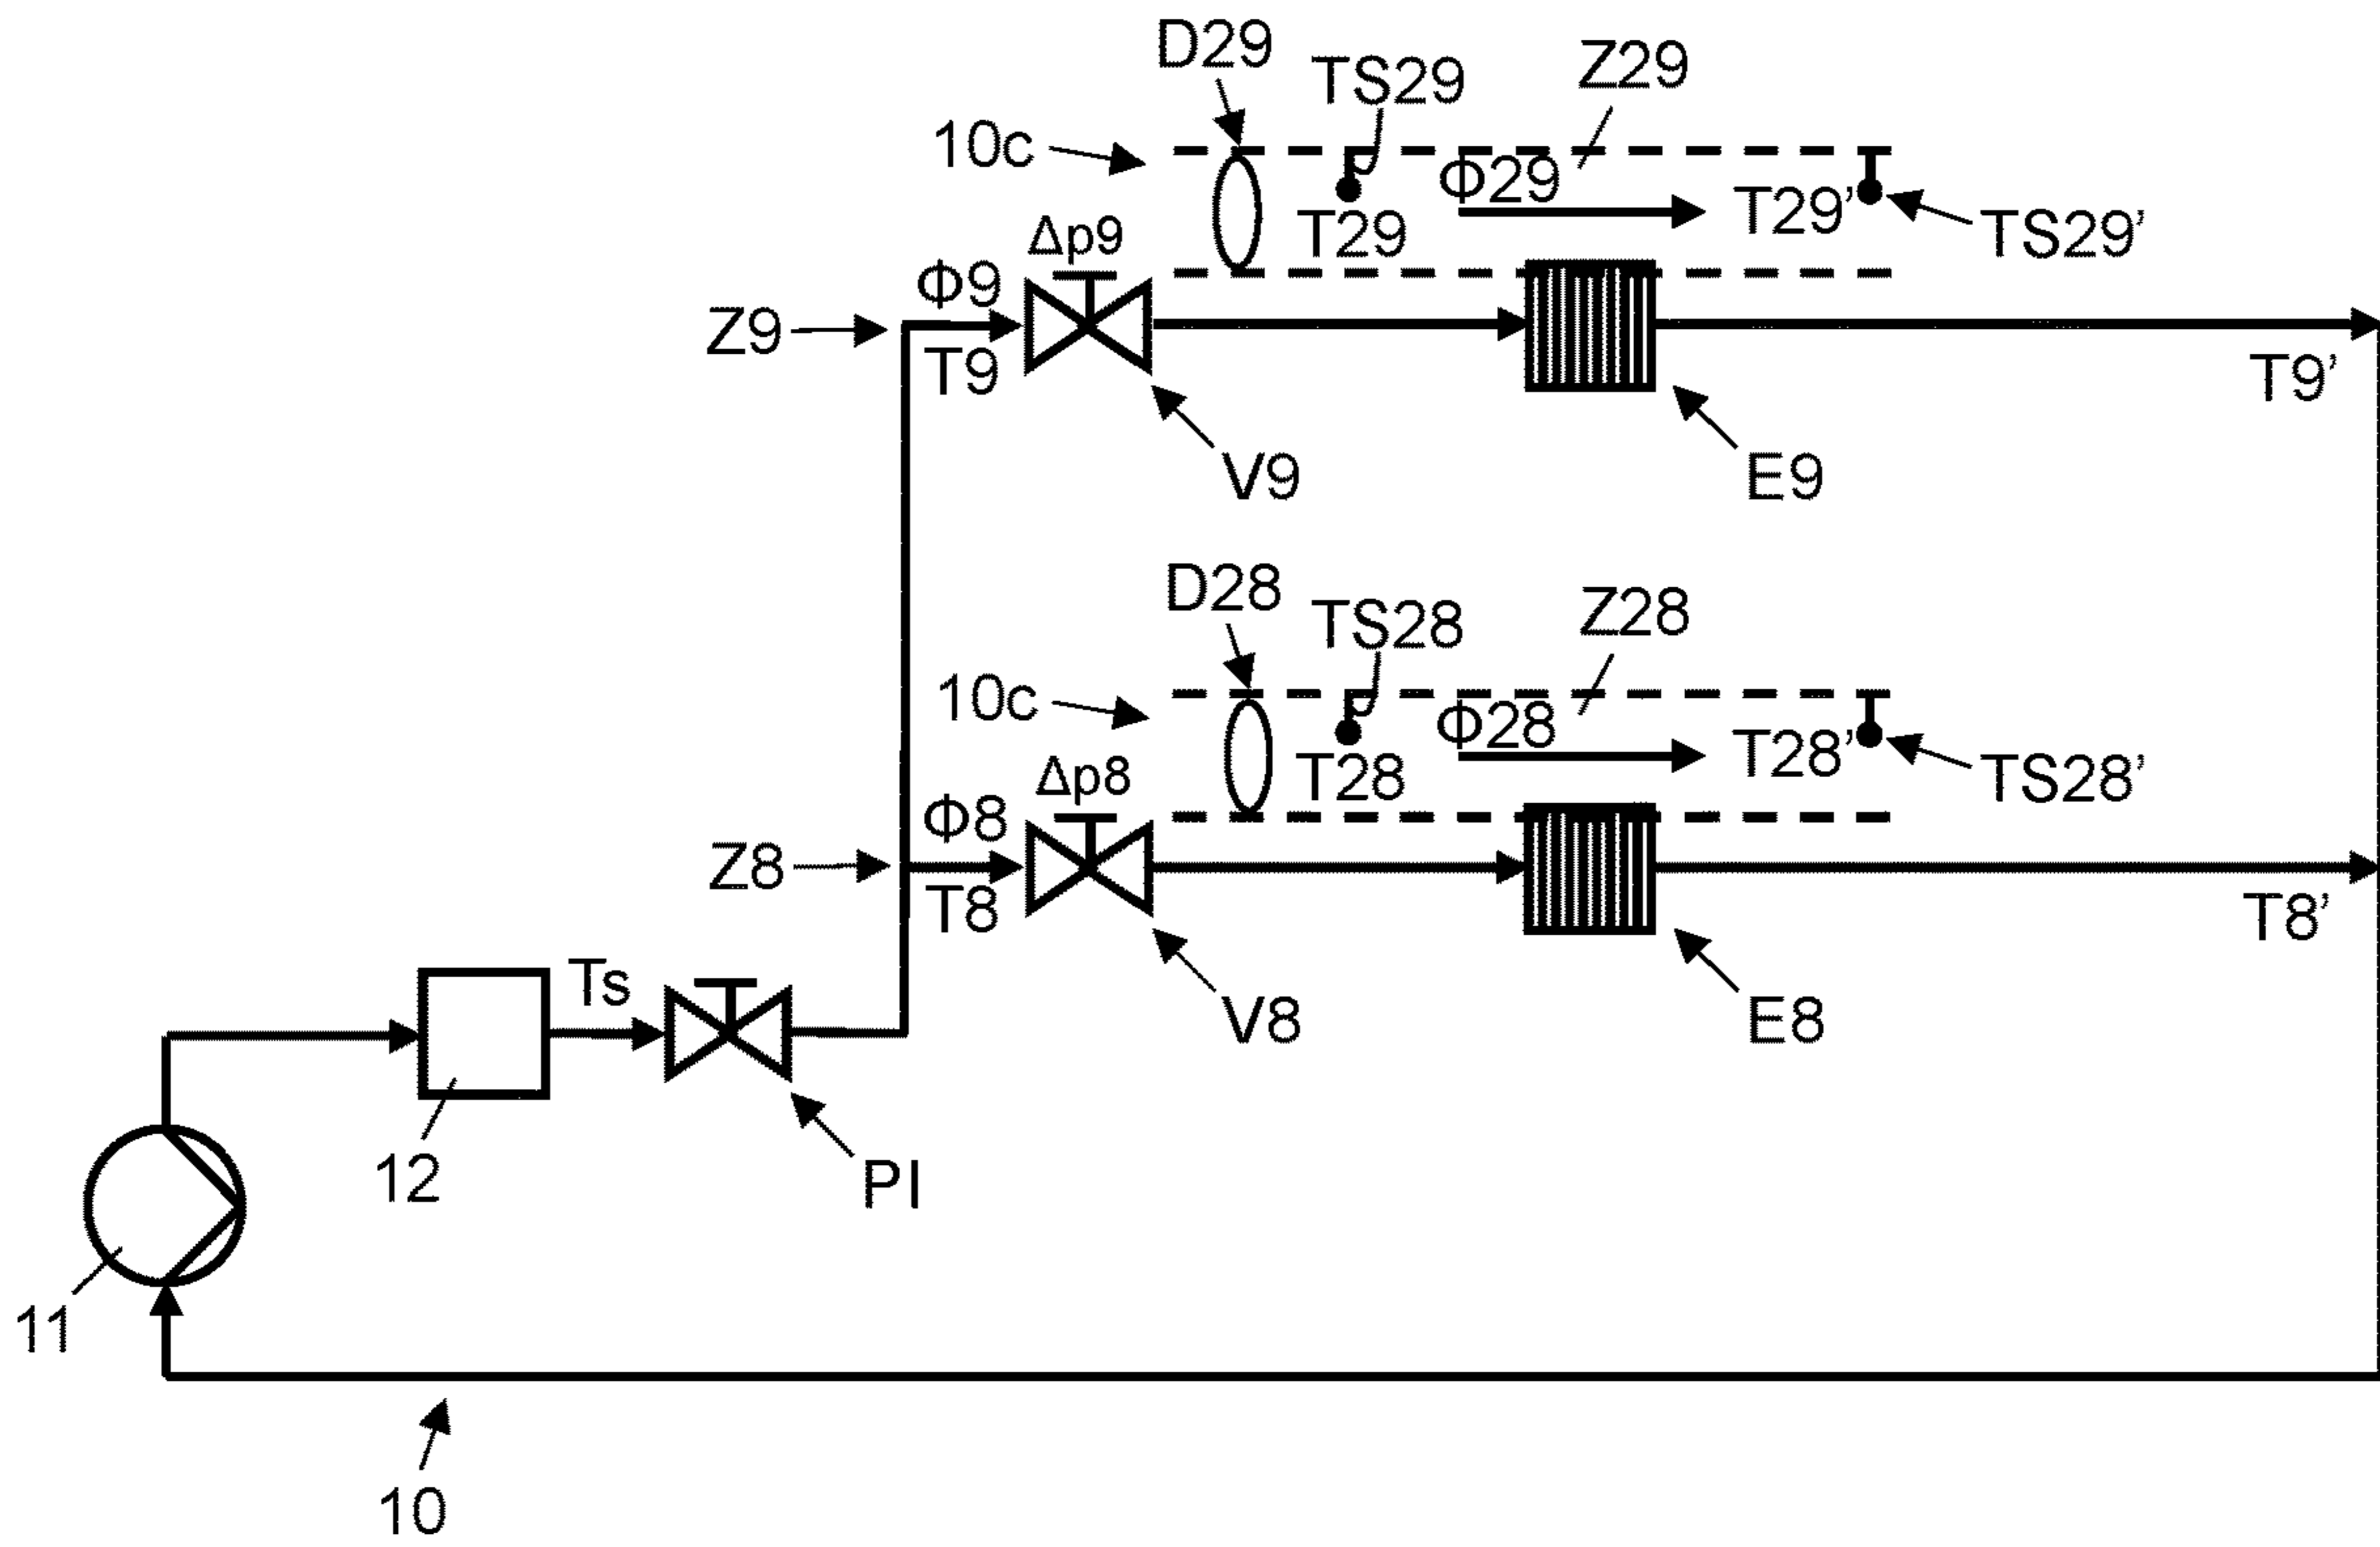 D29
TS29
Z29
10c
Φ29
T29'
T29
TS29'
Δp9
Φ9
Z9
T9
T9'
V9
E9
D28
TS28
Z28
10c
Φ28
T28'
T28
TS28'
Δp8
Φ8
Z8
T8
T8'
Ts
V8
E8
12
PI
11
10